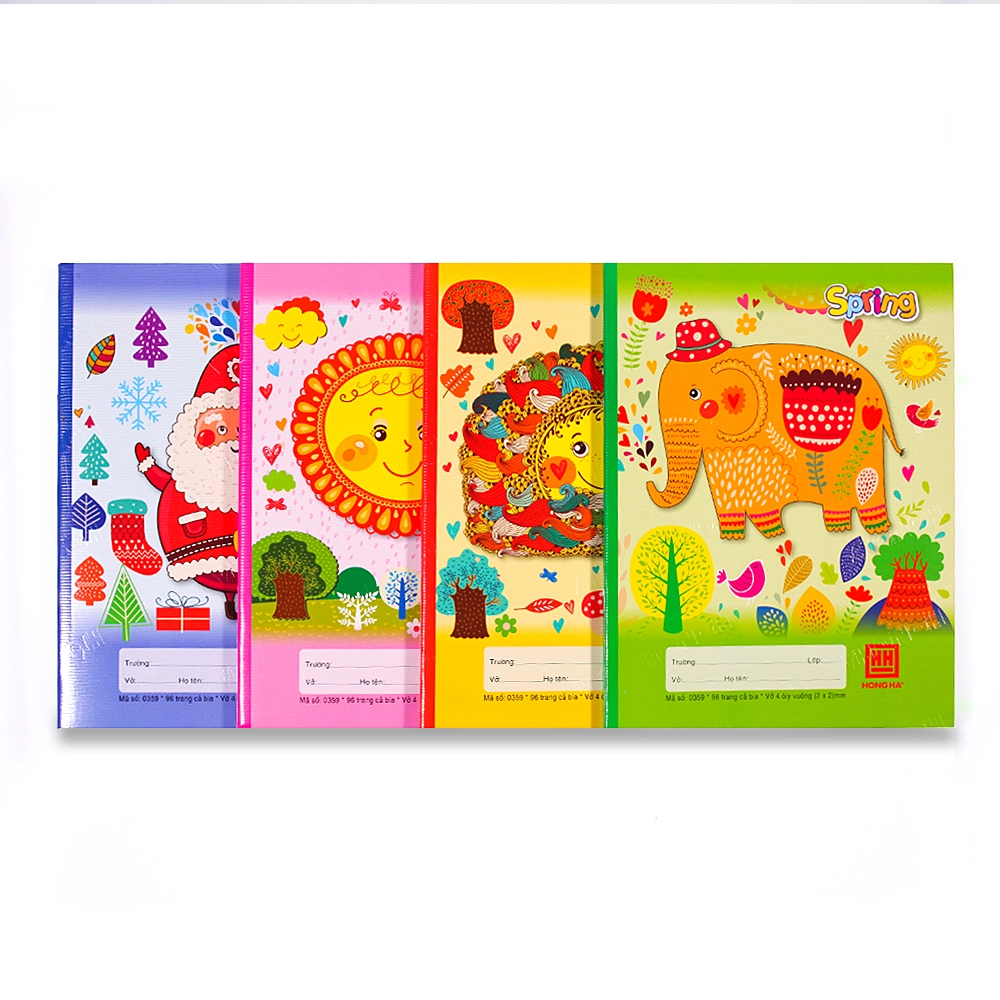 Spring
Trường:
Vở: Họ tên:
Mã số: 0359 * 96 trang cả bìa * Vở 4
Trường:
Vở: Họ tên:
Mã số: 0359 * 96 trang cả bìa * Vở 4
Trường:
Vở: Họ tên:
Mã số: 0359 * 96 trang cả bìa * Vở 4
Trường: Lớp:
Vở: Họ tên:
Mã số: 0359 * 96 trang cả bìa * Vở 4 ôly vuông (2 x 2)mm
HONG HA